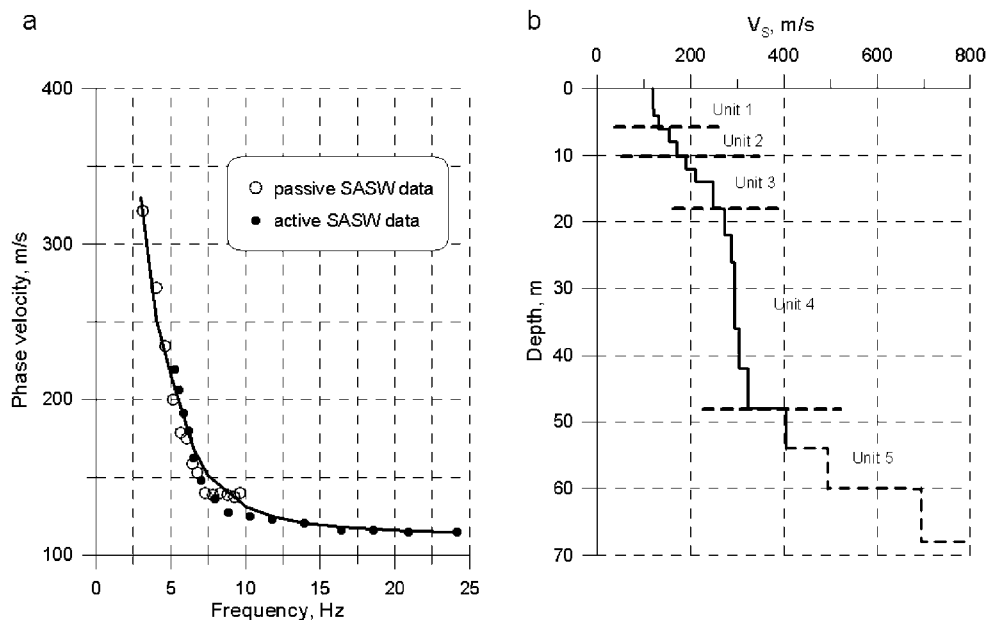 a
400
300
200
100
Phase velocity, m/s
passive SASW data
active SASW data
0 5 10 15 20 25
Frequency, Hz
b
V_S, m/s
0 200 400 600 800
0
10
20
30
40
50
60
70
Depth, m
Unit 1
Unit 2
Unit 3
Unit 4
Unit 5